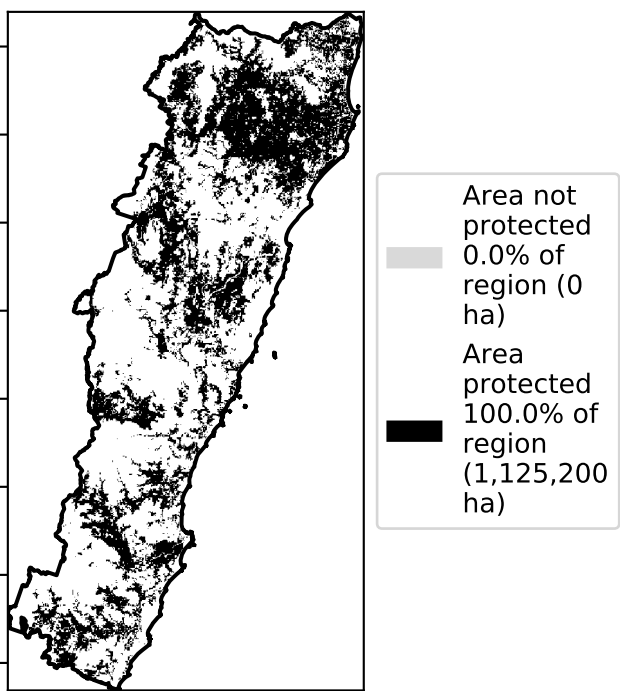 Area not
protected
0.0% of
region (0
ha)
Area
protected
100.0% of
region
(1,125,200
ha)